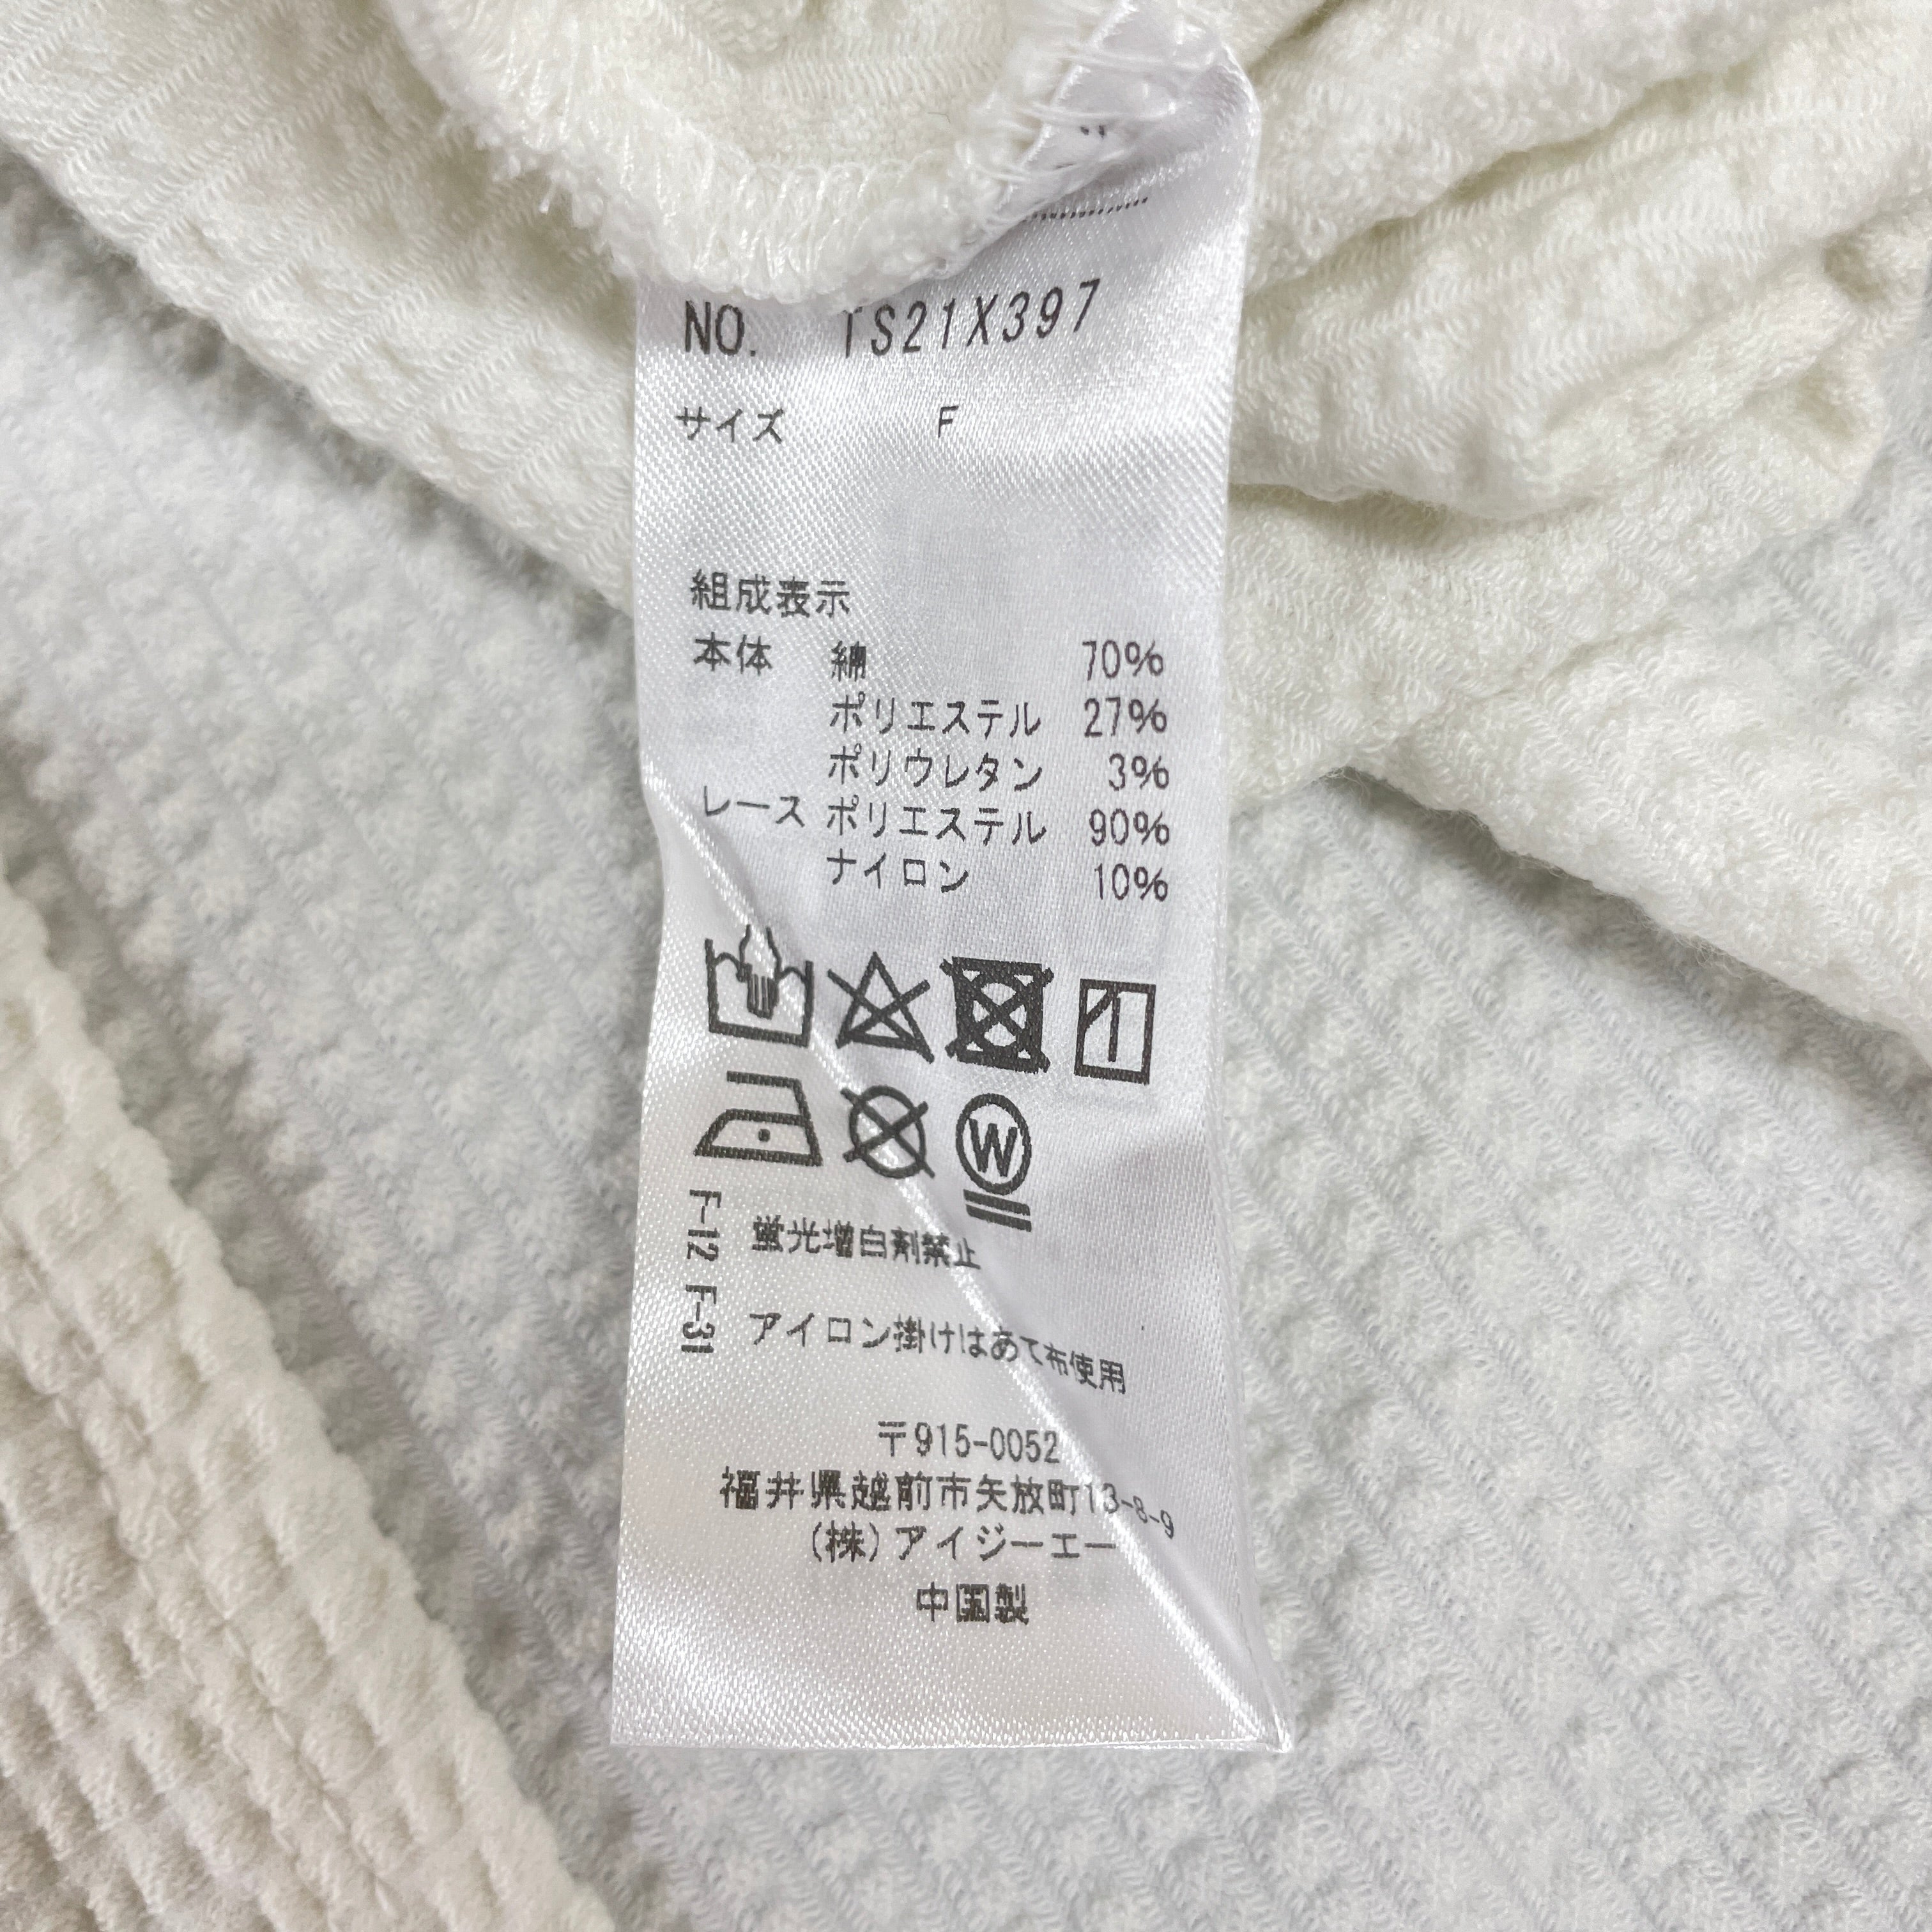 NO. TS21X397
サイズ F
組成表示
本体 綿 70%
ポリエステル 27%
ポリウレタン 3%
レース ポリエステル 90%
ナイロン 10%
W
F-12 蛍光増白剤禁止
F-31 アイロン掛けはあて布使用
〒915-0052
福井県越前市矢放町13-8-9
(株)アイジーエー
中国製